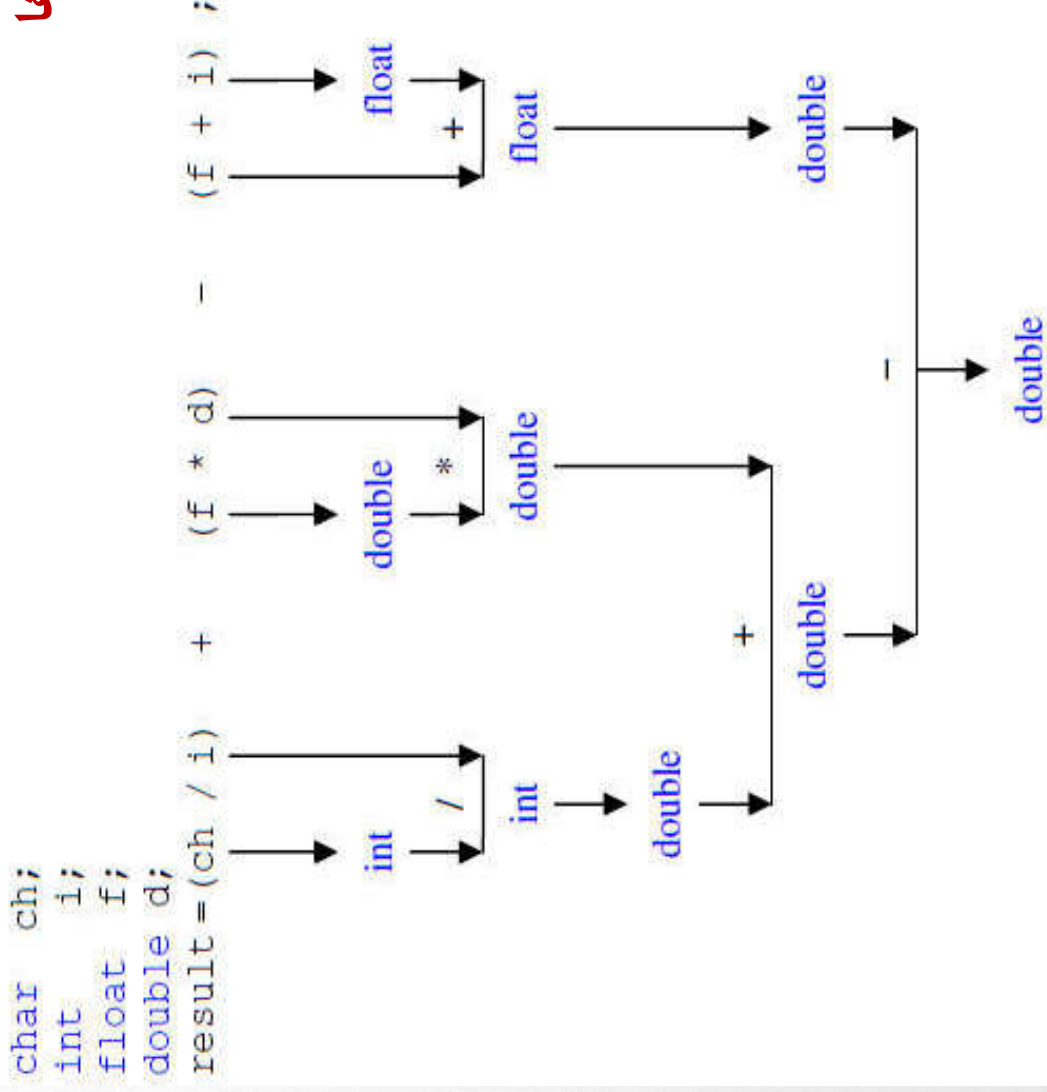 char ch;
int i;
float f;
double d;
result = (ch / i) + (f * d) - (f + i) ;
int double float
/ * +
int double float
double
+
double double
-
double